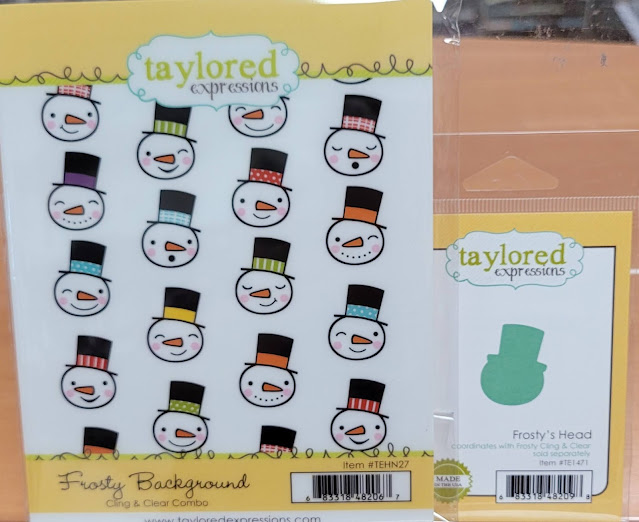 taylored
expressions
Item #TEHN27
Frosty Background
Cling & Clear Combo
6 83318 48206 7
www.tayloredexpressions.com
taylored
expressions
Frosty's Head
coordinates with Frosty Cling & Clear
sold separately
Item #TE1471
MADE
IN THE USA
6 83318 48209 8